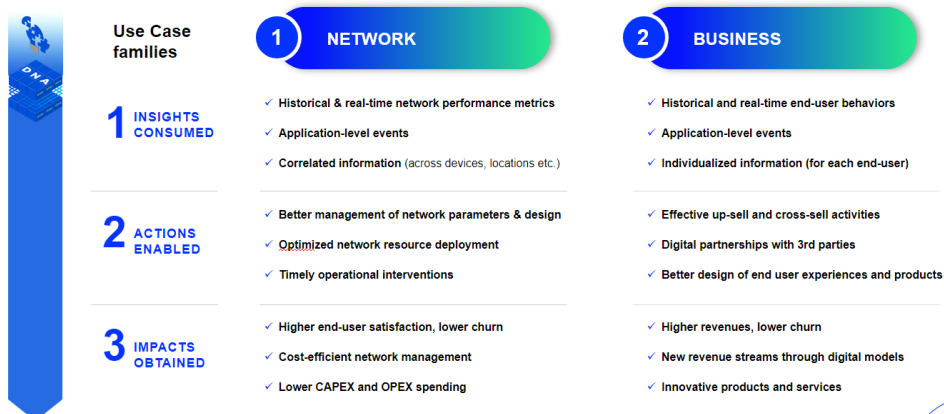 DNA
Use Case
families
1 NETWORK
2 BUSINESS
1 INSIGHTS
CONSUMED
✓ Historical & real-time network performance metrics
✓ Application-level events
✓ Correlated information (across devices, locations etc.)
✓ Historical and real-time end-user behaviors
✓ Application-level events
✓ Individualized information (for each end-user)
2 ACTIONS
ENABLED
✓ Better management of network parameters & design
✓ Optimized network resource deployment
✓ Timely operational interventions
✓ Effective up-sell and cross-sell activities
✓ Digital partnerships with 3rd parties
✓ Better design of end user experiences and products
3 IMPACTS
OBTAINED
✓ Higher end-user satisfaction, lower churn
✓ Cost-efficient network management
✓ Lower CAPEX and OPEX spending
✓ Higher revenues, lower churn
✓ New revenue streams through digital models
✓ Innovative products and services